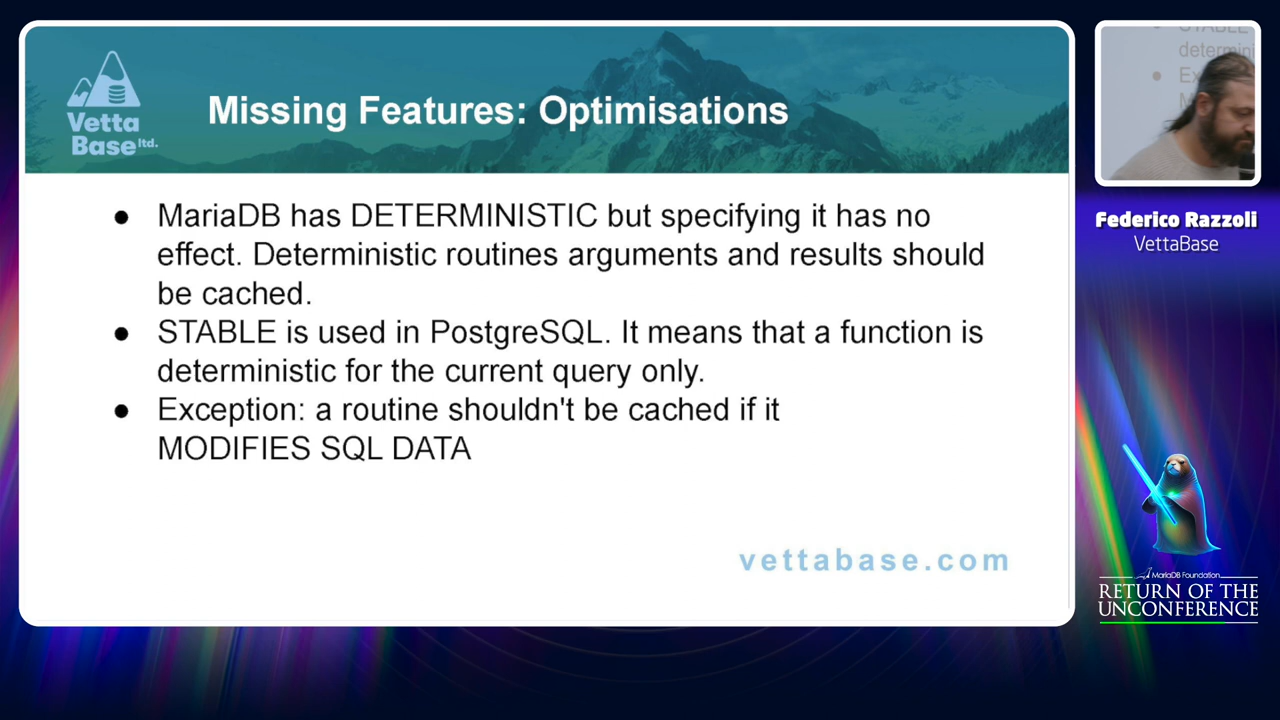 Vetta
Base ltd.
Missing Features: Optimisations
● MariaDB has DETERMINISTIC but specifying it has no
effect. Deterministic routines arguments and results should
be cached.
● STABLE is used in PostgreSQL. It means that a function is
deterministic for the current query only.
● Exception: a routine shouldn't be cached if it
MODIFIES SQL DATA
vettabase.com
Federico Razzoli
VettaBase
MariaDB Foundation
RETURN OF THE
UNCONFERENCE